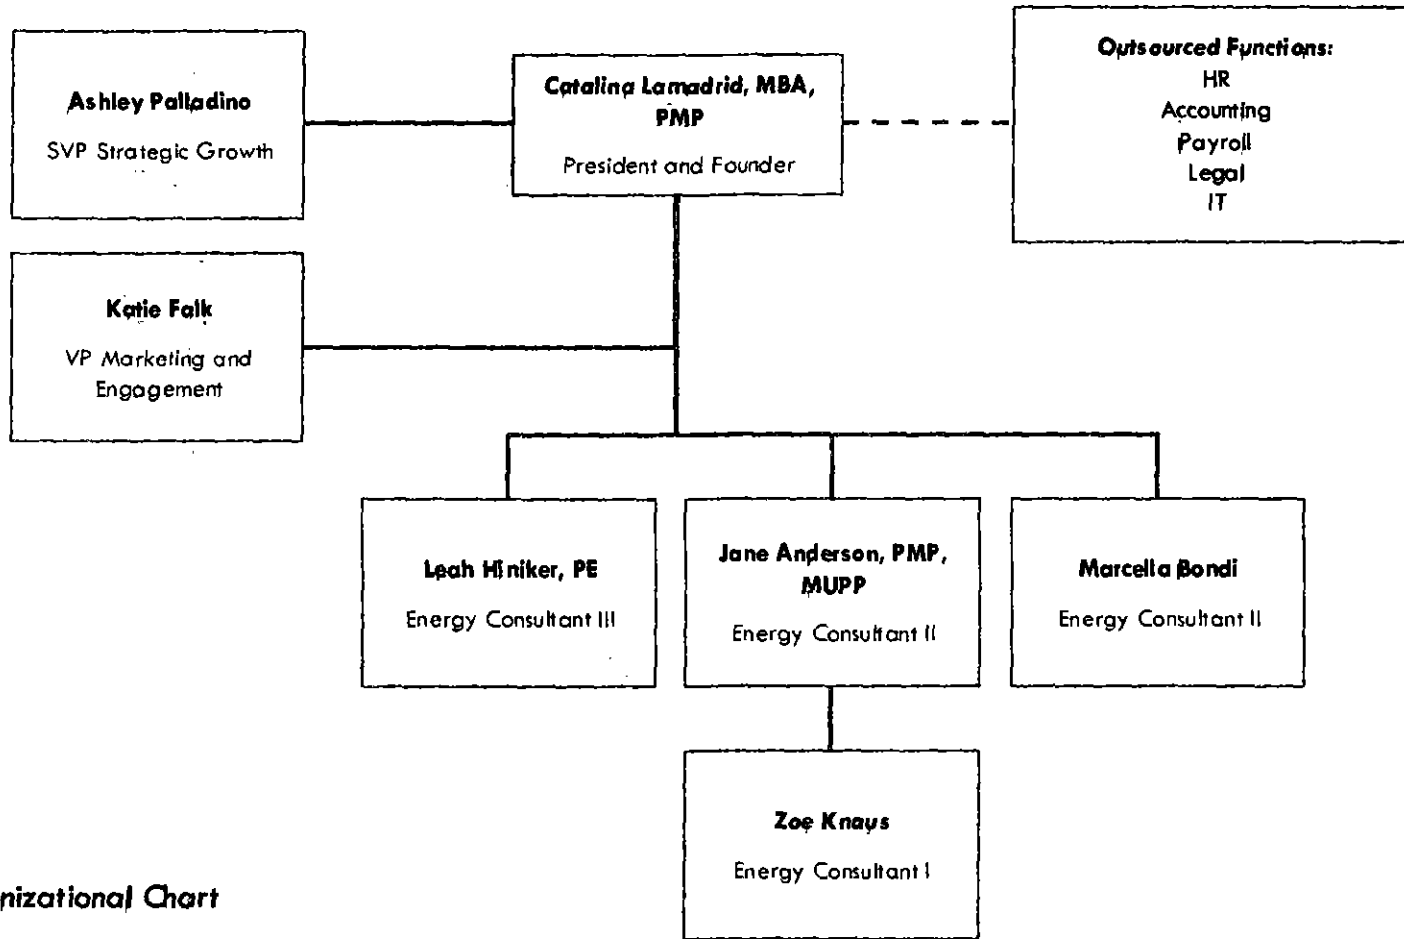 Ashley Palladino
SVP Strategic Growth
Catalina Lamadrid, MBA,
PMP
President and Founder
Outsourced Functions:
HR
Accounting
Payroll
Legal
IT
Katie Falk
VP Marketing and
Engagement
Leah Hiniker, PE
Energy Consultant III
Jane Anderson, PMP,
MUPP
Energy Consultant II
Marcella Bondi
Energy Consultant II
Zoe Knaus
Energy Consultant I
nizational Chart